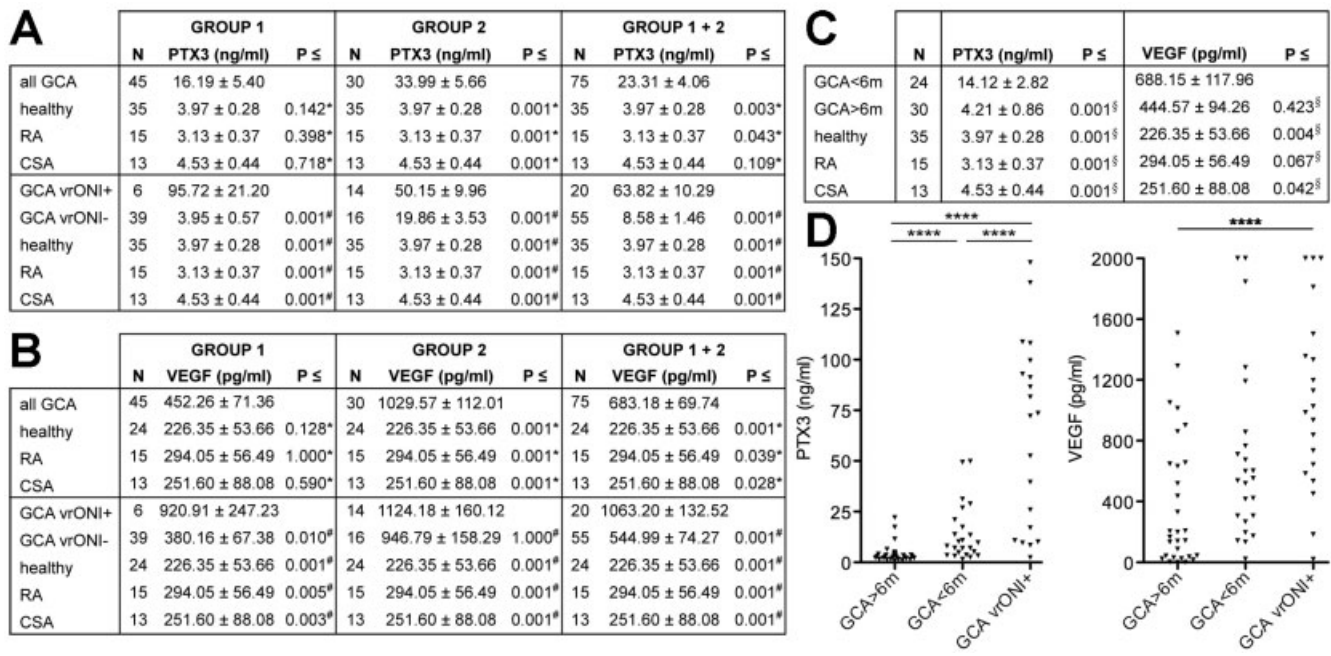 A
GROUP 1 GROUP 2 GROUP 1 + 2
N PTX3 (ng/ml) P ≤ N PTX3 (ng/ml) P ≤ N PTX3 (ng/ml) P ≤
all GCA 45 16.19 ± 5.40 30 33.99 ± 5.66 75 23.31 ± 4.06
healthy 35 3.97 ± 0.28 0.142* 35 3.97 ± 0.28 0.001* 35 3.97 ± 0.28 0.003*
RA 15 3.13 ± 0.37 0.398* 15 3.13 ± 0.37 0.001* 15 3.13 ± 0.37 0.043*
CSA 13 4.53 ± 0.44 0.718* 13 4.53 ± 0.44 0.001* 13 4.53 ± 0.44 0.109*
GCA vrONI+ 6 95.72 ± 21.20 14 50.15 ± 9.96 20 63.82 ± 10.29
GCA vrONI- 39 3.95 ± 0.57 0.001# 16 19.86 ± 3.53 0.001# 55 8.58 ± 1.46 0.001#
healthy 35 3.97 ± 0.28 0.001# 35 3.97 ± 0.28 0.001# 35 3.97 ± 0.28 0.001#
RA 15 3.13 ± 0.37 0.001# 15 3.13 ± 0.37 0.001# 15 3.13 ± 0.37 0.001#
CSA 13 4.53 ± 0.44 0.001# 13 4.53 ± 0.44 0.001# 13 4.53 ± 0.44 0.001#
B
GROUP 1 GROUP 2 GROUP 1 + 2
N VEGF (pg/ml) P ≤ N VEGF (pg/ml) P ≤ N VEGF (pg/ml) P ≤
all GCA 45 452.26 ± 71.36 30 1029.57 ± 112.01 75 683.18 ± 69.74
healthy 24 226.35 ± 53.66 0.128* 24 226.35 ± 53.66 0.001* 24 226.35 ± 53.66 0.001*
RA 15 294.05 ± 56.49 1.000* 15 294.05 ± 56.49 0.001* 15 294.05 ± 56.49 0.039*
CSA 13 251.60 ± 88.08 0.590* 13 251.60 ± 88.08 0.001* 13 251.60 ± 88.08 0.028*
GCA vrONI+ 6 920.91 ± 247.23 14 1124.18 ± 160.12 20 1063.20 ± 132.52
GCA vrONI- 39 380.16 ± 67.38 0.010# 16 946.79 ± 158.29 1.000# 55 544.99 ± 74.27 0.001#
healthy 24 226.35 ± 53.66 0.001# 24 226.35 ± 53.66 0.001# 24 226.35 ± 53.66 0.001#
RA 15 294.05 ± 56.49 0.005# 15 294.05 ± 56.49 0.001# 15 294.05 ± 56.49 0.001#
CSA 13 251.60 ± 88.08 0.003# 13 251.60 ± 88.08 0.001# 13 251.60 ± 88.08 0.001#
C
N PTX3 (ng/ml) P ≤ VEGF (pg/ml) P ≤
GCA<6m 24 14.12 ± 2.82 688.15 ± 117.96
GCA>6m 30 4.21 ± 0.86 0.001§ 444.57 ± 94.26 0.423§
healthy 35 3.97 ± 0.28 0.001§ 226.35 ± 53.66 0.004§
RA 15 3.13 ± 0.37 0.001§ 294.05 ± 56.49 0.067§
CSA 13 4.53 ± 0.44 0.001§ 251.60 ± 88.08 0.042§
D
****
**** ****
PTX3 (ng/ml)
150
125
100
75
50
25
0
GCA>6m GCA<6m GCA vrONI+
****
VEGF (pg/ml)
2000
1600
1200
800
400
0
GCA>6m GCA<6m GCA vrONI+